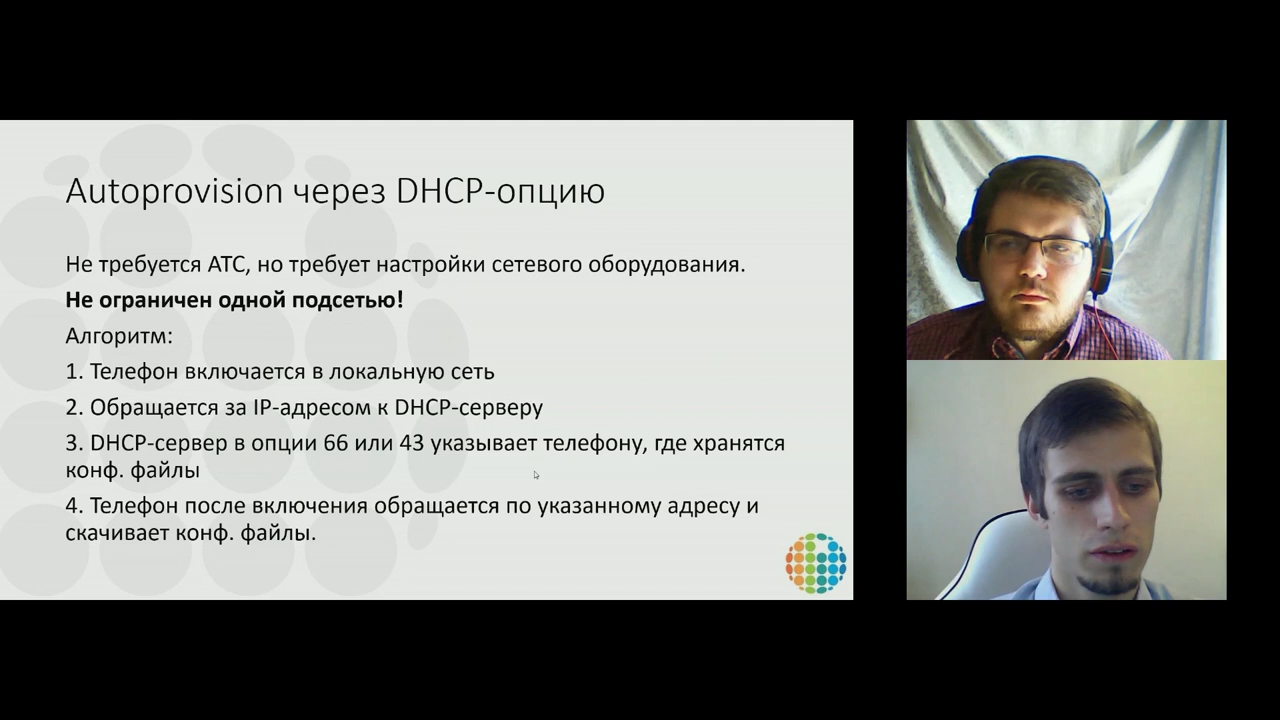 Autoprovision через DHCP-опцию
Не требуется АТС, но требует настройки сетевого оборудования.
Не ограничен одной подсетью!
Алгоритм:
1. Телефон включается в локальную сеть
2. Обращается за IP-адресом к DHCP-серверу
3. DHCP-сервер в опции 66 или 43 указывает телефону, где хранятся
конф. файлы
4. Телефон после включения обращается по указанному адресу и
скачивает конф. файлы.